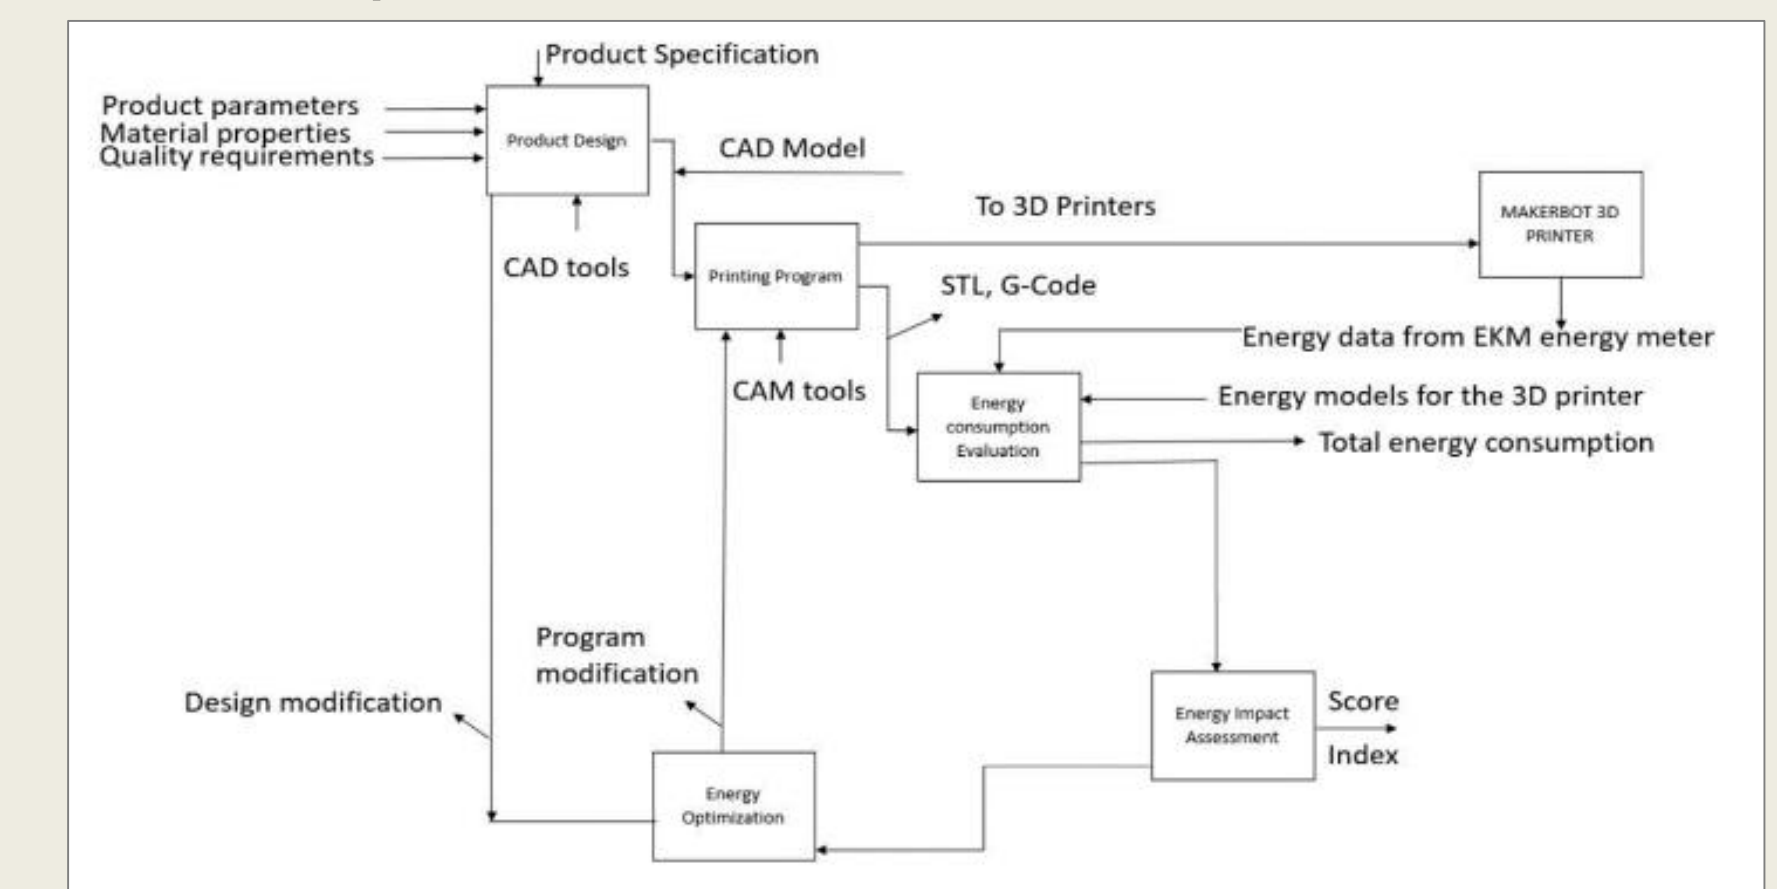 Product Specification
Product parameters
Material properties
Quality requirements
Product Design
CAD Model
CAD tools
To 3D Printers
MAKERBOT 3D
PRINTER
Printing Program
STL, G-Code
CAM tools
Energy data from EKM energy meter
Energy
consumption
Evaluation
Energy models for the 3D printer
Total energy consumption
Program
modification
Design modification
Energy Impact
Assessment
Score
Index
Energy
Optimization